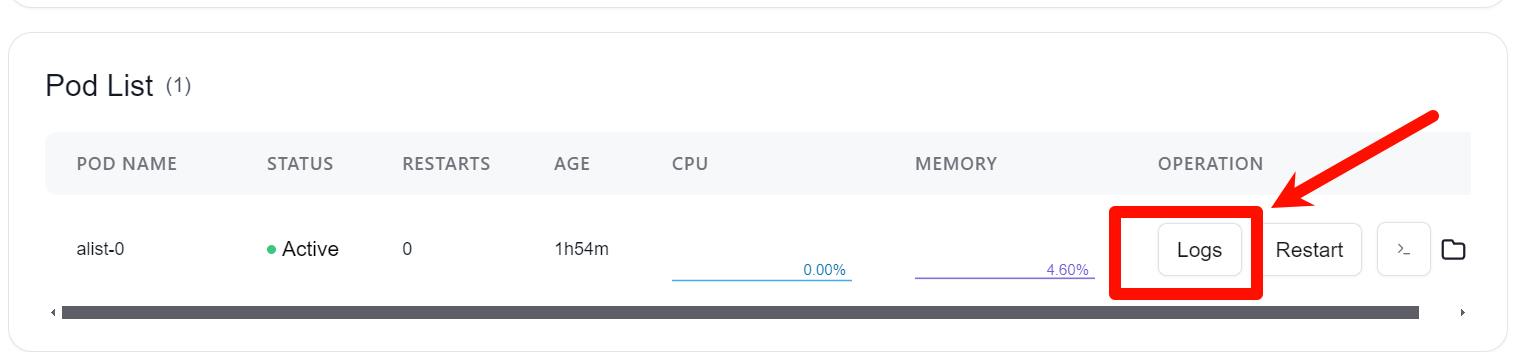 Pod List (1)
POD NAME STATUS RESTARTS AGE CPU MEMORY OPERATION
alist-0 Active 0 1h54m 0.00% 4.60% Logs Restart >_